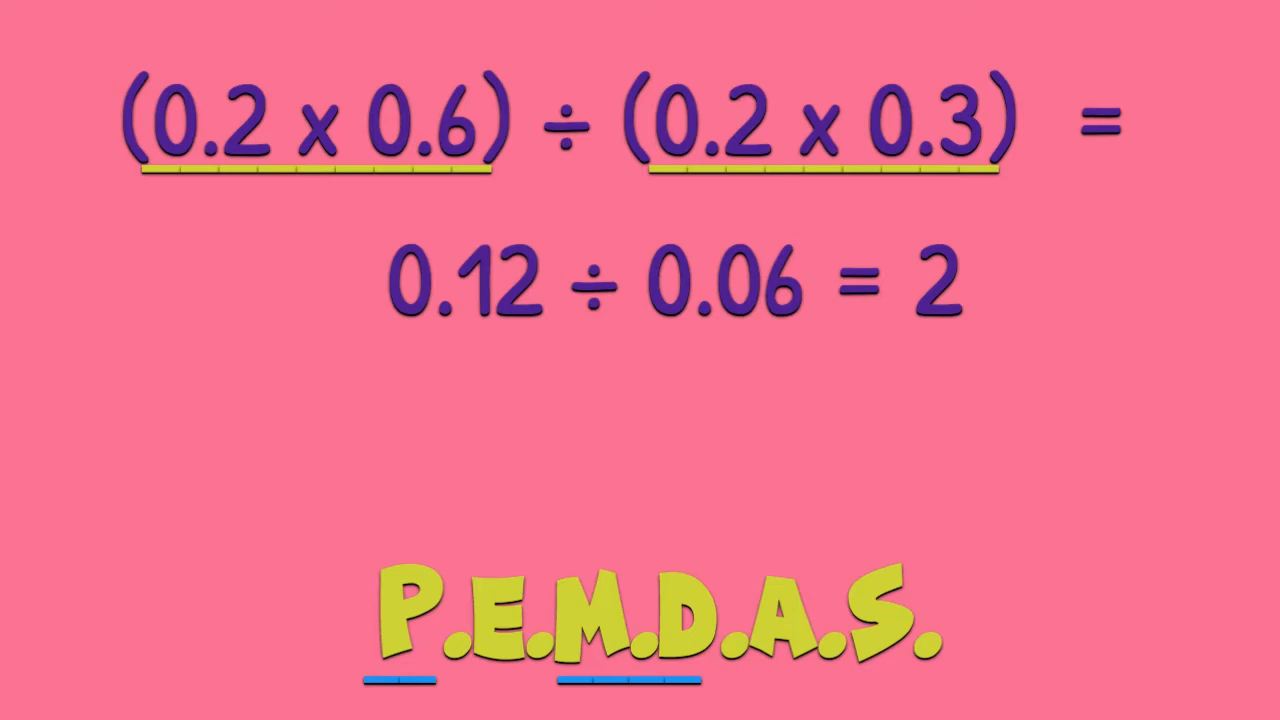 (0.2 x 0.6) ÷ (0.2 x 0.3) =
0.12 ÷ 0.06 = 2
P.E.M.D.A.S.